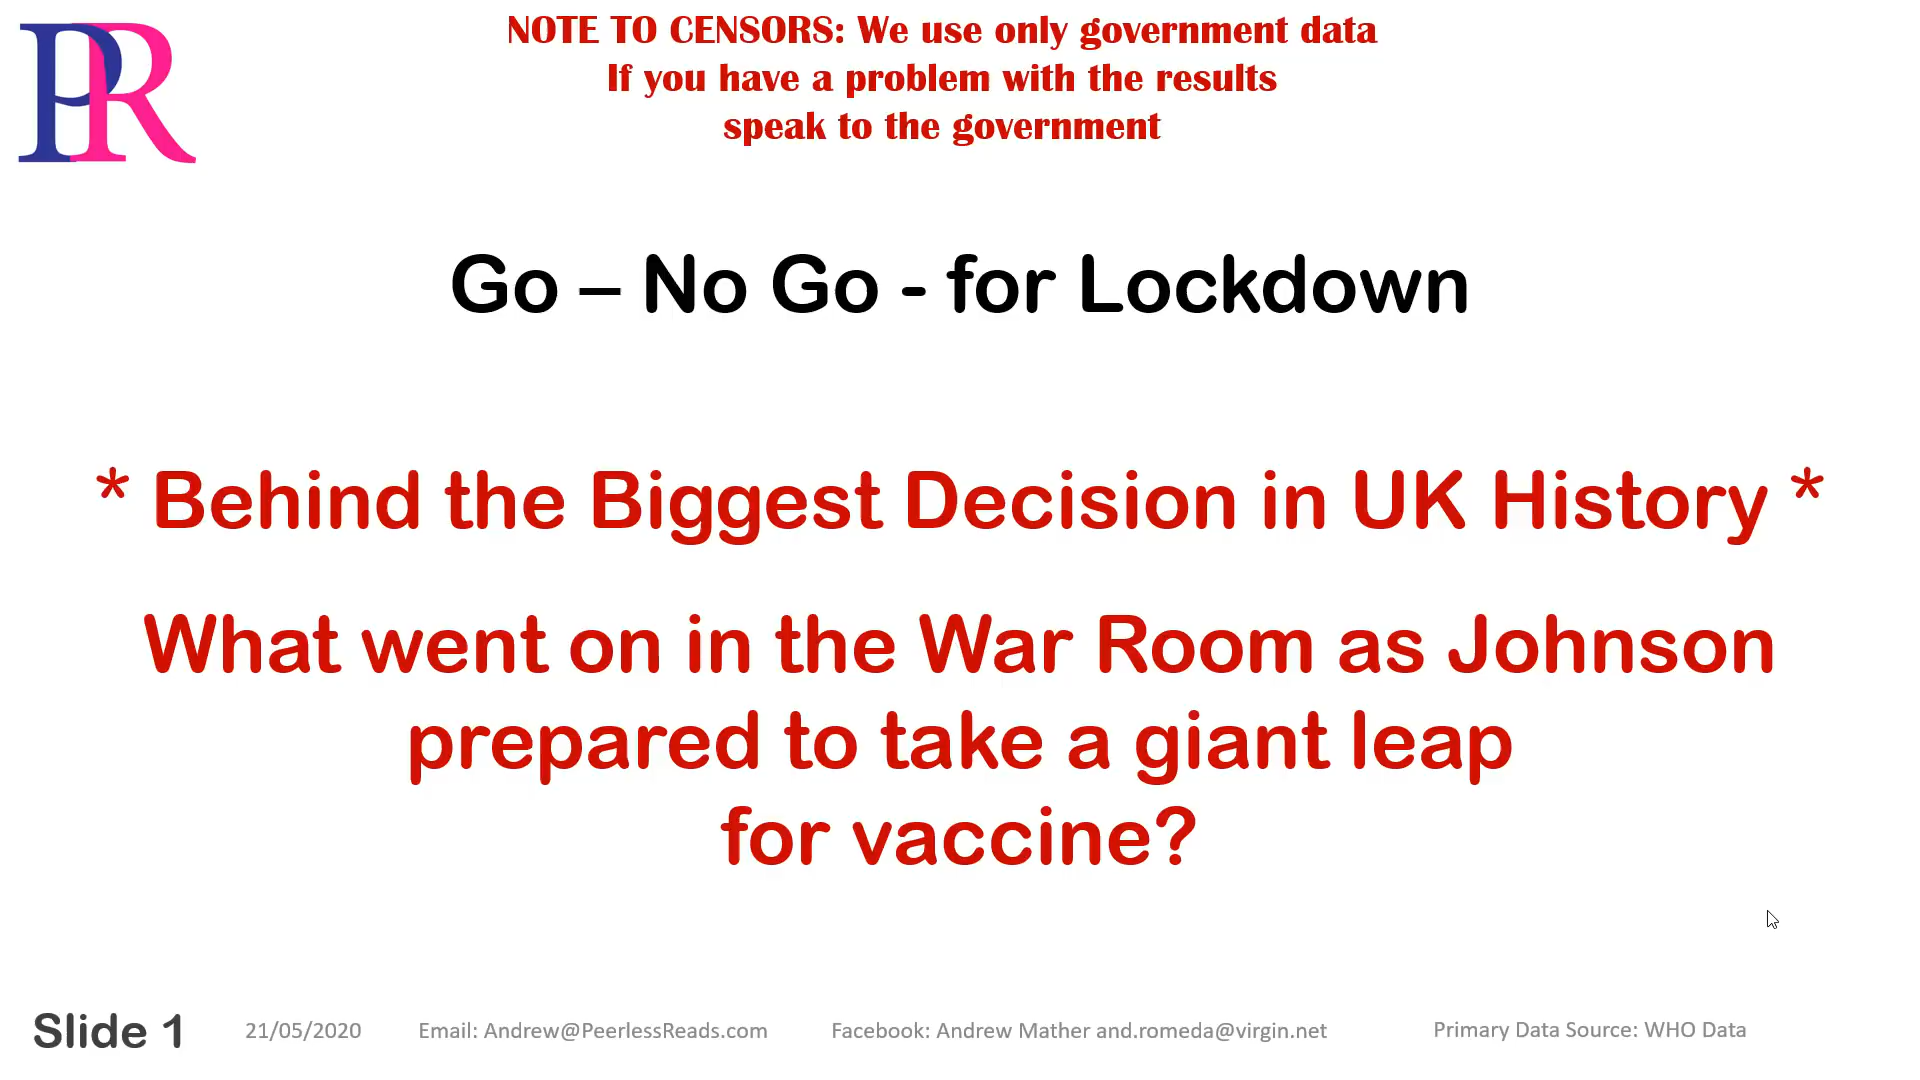 PR
NOTE TO CENSORS: We use only government data
If you have a problem with the results
speak to the government
Go – No Go - for Lockdown
* Behind the Biggest Decision in UK History *
What went on in the War Room as Johnson
prepared to take a giant leap
for vaccine?
Slide 1 21/05/2020 Email: Andrew@PeerlessReads.com Facebook: Andrew Mather and.romeda@virgin.net Primary Data Source: WHO Data